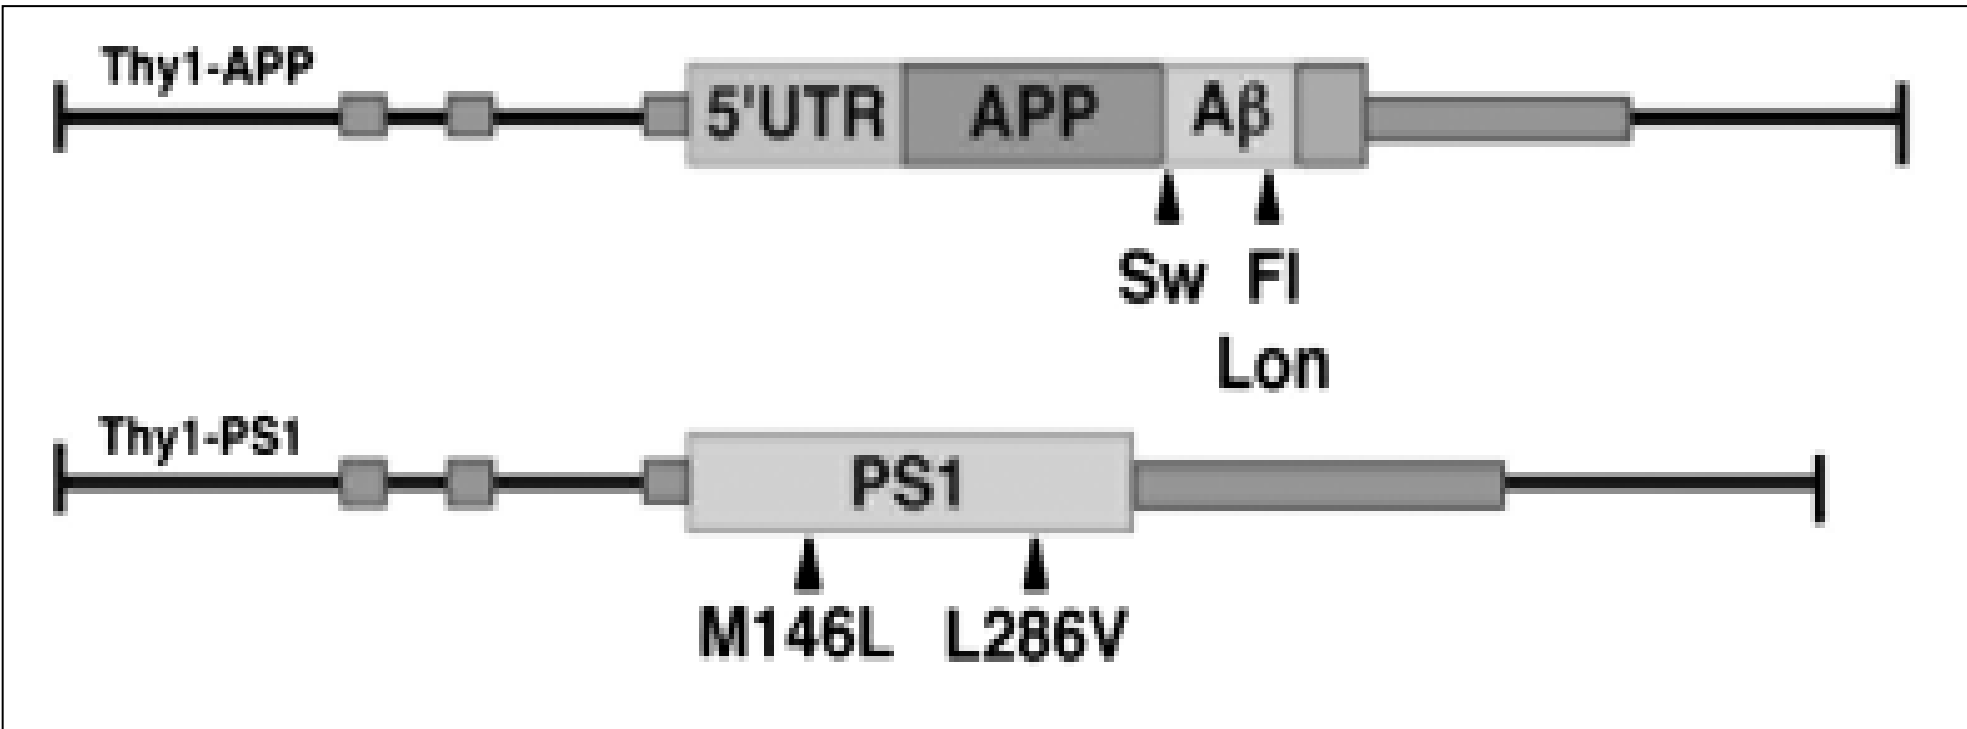 Thy1-APP
5'UTR APP Aβ
Sw Fl
Lon
Thy1-PS1
PS1
M146L L286V